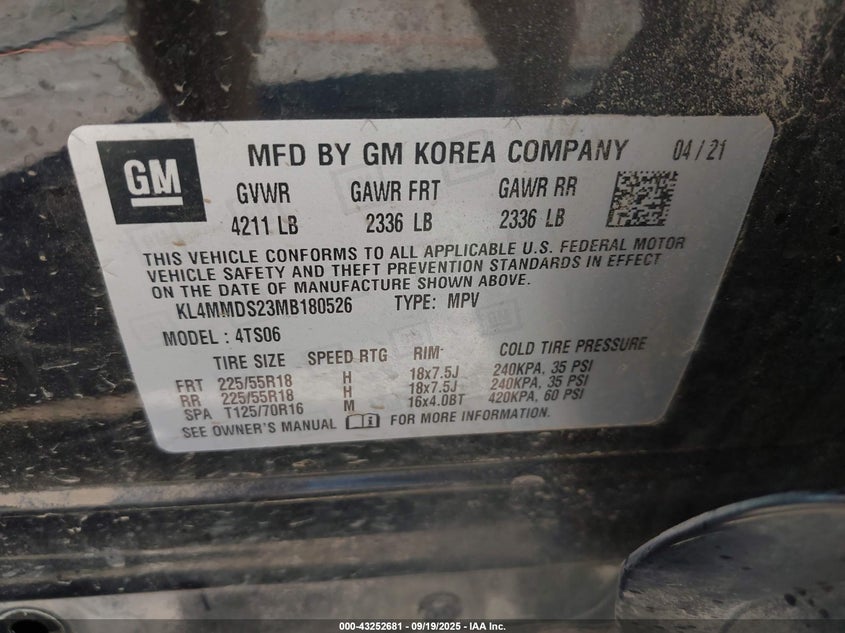 GM
MFD BY GM KOREA COMPANY 04/21
GVWR GAWR FRT GAWR RR
4211 LB 2336 LB 2336 LB
THIS VEHICLE CONFORMS TO ALL APPLICABLE U.S. FEDERAL MOTOR
VEHICLE SAFETY AND THEFT PREVENTION STANDARDS IN EFFECT
ON THE DATE OF MANUFACTURE SHOWN ABOVE.
KL4MMDS23MB180526 TYPE: MPV
MODEL : 4TS06
TIRE SIZE SPEED RTG RIM COLD TIRE PRESSURE
FRT 225/55R18 H 18x7.5J 240KPA, 35 PSI
RR 225/55R18 H 18x7.5J 240KPA, 35 PSI
SPA T125/70R16 M 16x4.0BT 420KPA, 60 PSI
SEE OWNER'S MANUAL FOR MORE INFORMATION.
000-43252681 - 09/19/2025 - IAA Inc.